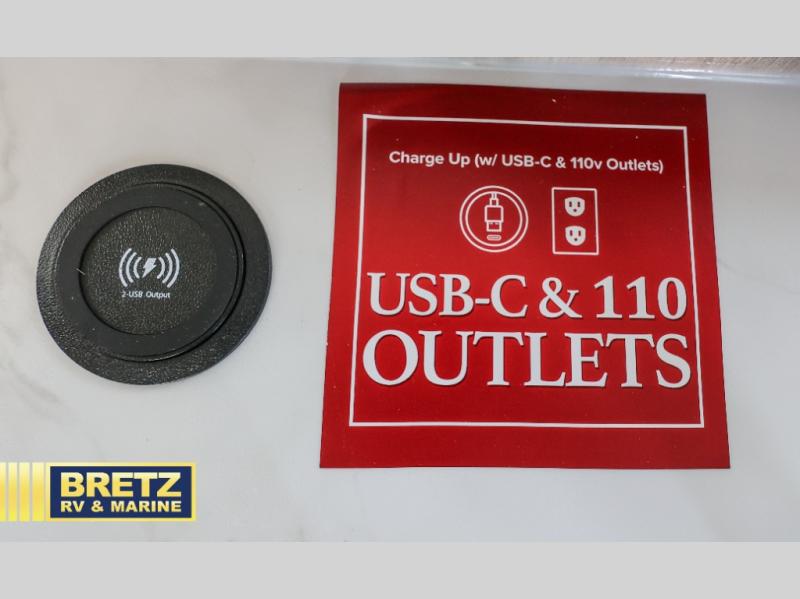 2-USB Output
Charge Up (w/ USB-C & 110v Outlets)
USB-C & 110
OUTLETS
BRETZ
RV & MARINE